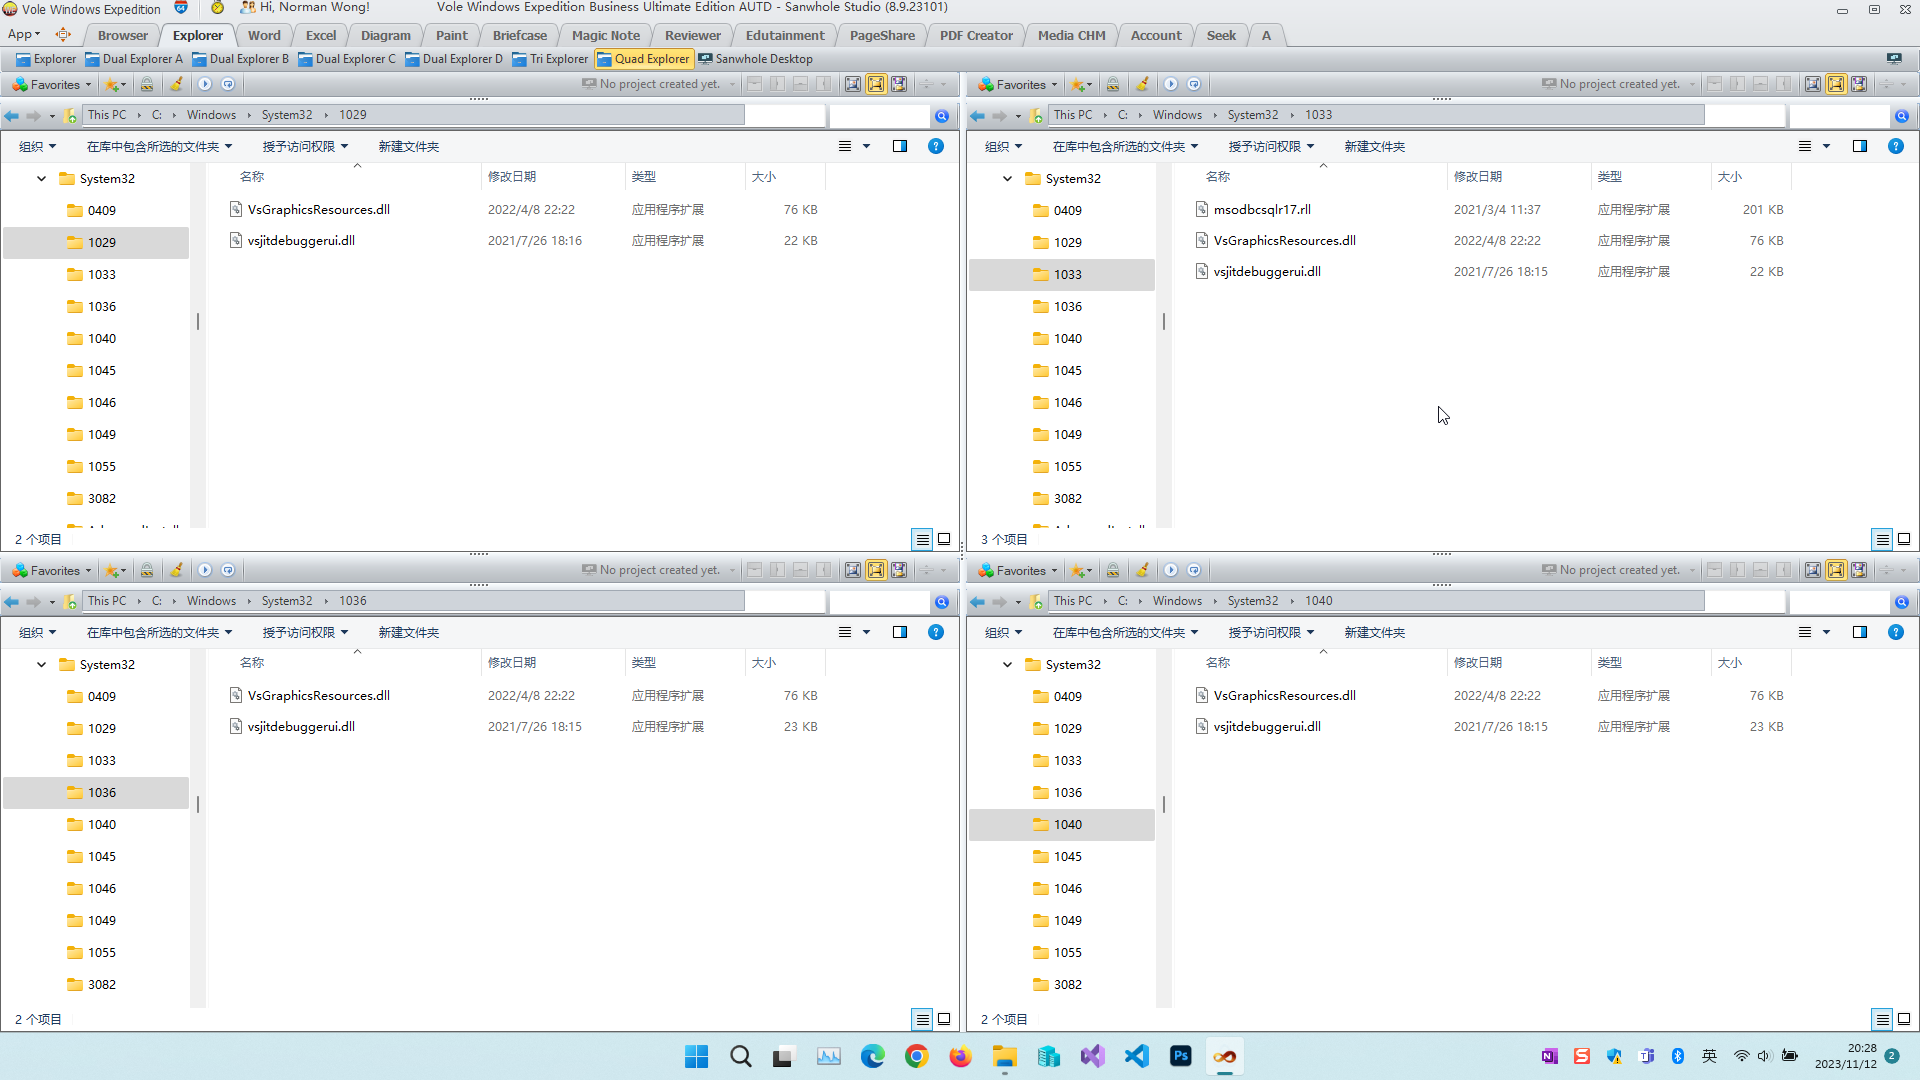 Vole Windows Expedition
64
Hi, Norman Wong!
Vole Windows Expedition Business Ultimate Edition AUTD - Sanwhole Studio (8.9.23101)
App
Browser
Explorer
Word
Excel
Diagram
Paint
Briefcase
Magic Note
Reviewer
Edutainment
PageShare
PDF Creator
Media CHM
Account
Seek
A
Explorer
Dual Explorer A
Dual Explorer B
Dual Explorer C
Dual Explorer D
Tri Explorer
Quad Explorer
Sanwhole Desktop
Favorites
No project created yet.
This PC
C:
Windows
System32
1029
组织
在库中包含所选的文件夹
授予访问权限
新建文件夹
System32
0409
1029
1033
1036
1040
1045
1046
1049
1055
3082
名称
修改日期
类型
大小
VsGraphicsResources.dll 2022/4/8 22:22 应用程序扩展 76 KB
vsjitdebuggerui.dll 2021/7/26 18:16 应用程序扩展 22 KB
2 个项目
Favorites
No project created yet.
This PC
C:
Windows
System32
1033
组织
在库中包含所选的文件夹
授予访问权限
新建文件夹
System32
0409
1029
1033
1036
1040
1045
1046
1049
1055
3082
名称
修改日期
类型
大小
msodbcsqlr17.rll 2021/3/4 11:37 应用程序扩展 201 KB
VsGraphicsResources.dll 2022/4/8 22:22 应用程序扩展 76 KB
vsjitdebuggerui.dll 2021/7/26 18:15 应用程序扩展 22 KB
3 个项目
Favorites
No project created yet.
This PC
C:
Windows
System32
1036
组织
在库中包含所选的文件夹
授予访问权限
新建文件夹
System32
0409
1029
1033
1036
1040
1045
1046
1049
1055
3082
名称
修改日期
类型
大小
VsGraphicsResources.dll 2022/4/8 22:22 应用程序扩展 76 KB
vsjitdebuggerui.dll 2021/7/26 18:15 应用程序扩展 23 KB
2 个项目
Favorites
No project created yet.
This PC
C:
Windows
System32
1040
组织
在库中包含所选的文件夹
授予访问权限
新建文件夹
System32
0409
1029
1033
1036
1040
1045
1046
1049
1055
3082
名称
修改日期
类型
大小
VsGraphicsResources.dll 2022/4/8 22:22 应用程序扩展 76 KB
vsjitdebuggerui.dll 2021/7/26 18:15 应用程序扩展 23 KB
2 个项目
Ps
英
20:28
2023/11/12
2